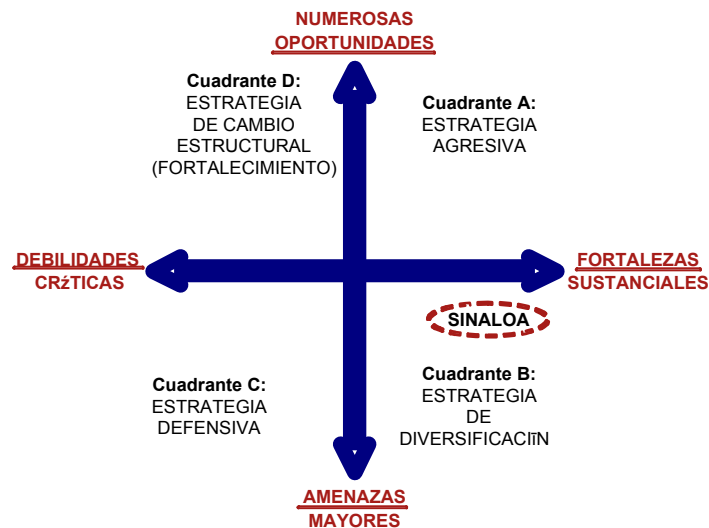 NUMEROSAS
OPORTUNIDADES
Cuadrante D:
ESTRATEGIA
DE CAMBIO
ESTRUCTURAL
(FORTALECIMIENTO)
Cuadrante A:
ESTRATEGIA
AGRESIVA
DEBILIDADES
CRźTICAS
FORTALEZAS
SUSTANCIALES
SINALOA
Cuadrante C:
ESTRATEGIA
DEFENSIVA
Cuadrante B:
ESTRATEGIA
DE
DIVERSIFICACIīN
AMENAZAS
MAYORES